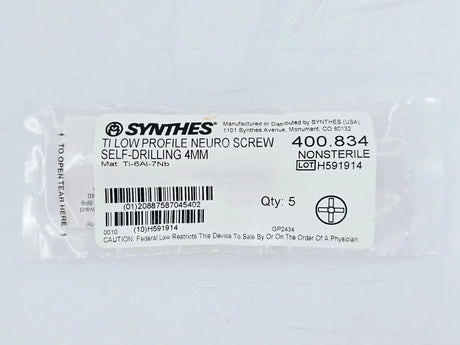 SYNTHES®
Manufactured or Distributed by SYNTHES (USA)
1101 Synthes Avenue, Monument, CO 80132
TI LOW PROFILE NEURO SCREW
SELF-DRILLING 4MM
Mat. Ti-6Al-7Nb
400.834
NONSTERILE
LOT H591914
(01)20887587045402
Qty: 5
0010 (10)H591914
GP2434
CAUTION: Federal Law Restricts This Device To Sale By Or On The Order Of A Physician.
TO OPEN TEAR HERE